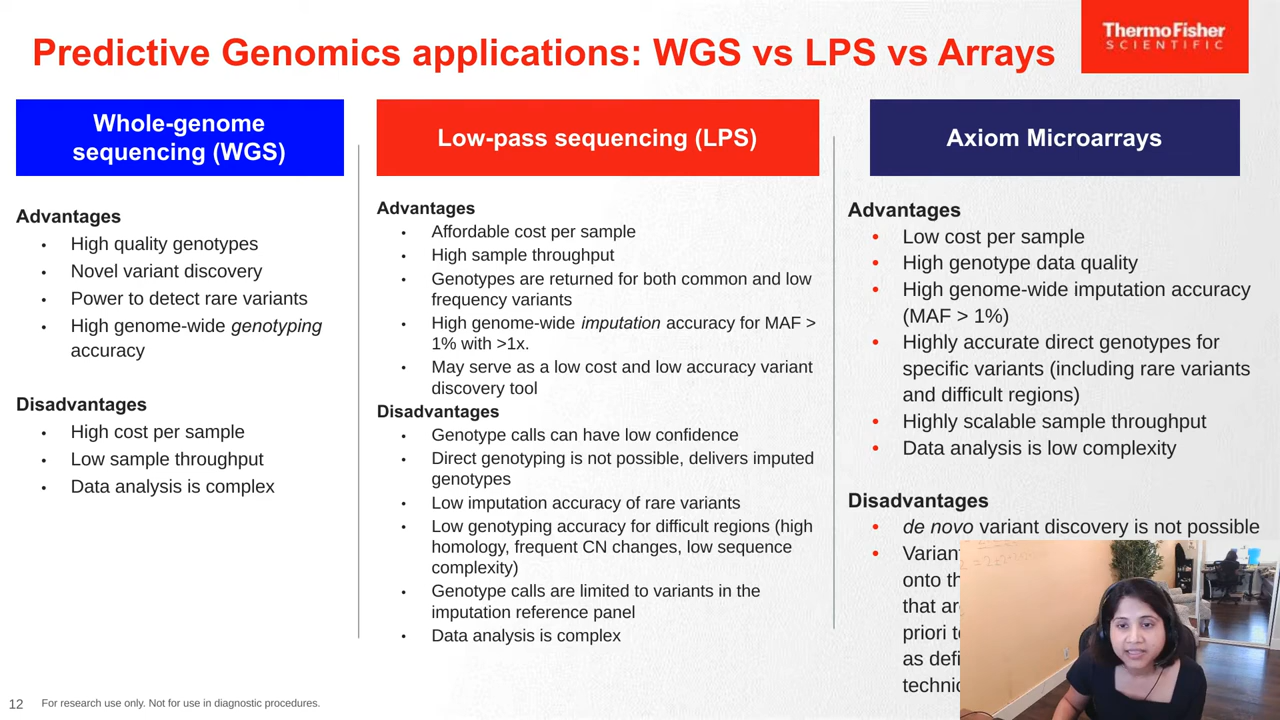 Predictive Genomics applications: WGS vs LPS vs Arrays
ThermoFisher
SCIENTIFIC
Whole-genome
sequencing (WGS)
Advantages
• High quality genotypes
• Novel variant discovery
• Power to detect rare variants
• High genome-wide genotyping
accuracy
Disadvantages
• High cost per sample
• Low sample throughput
• Data analysis is complex
Low-pass sequencing (LPS)
Advantages
• Affordable cost per sample
• High sample throughput
• Genotypes are returned for both common and low
frequency variants
• High genome-wide imputation accuracy for MAF >
1% with >1x.
• May serve as a low cost and low accuracy variant
discovery tool
Disadvantages
• Genotype calls can have low confidence
• Direct genotyping is not possible, delivers imputed
genotypes
• Low imputation accuracy of rare variants
• Low genotyping accuracy for difficult regions (high
homology, frequent CN changes, low sequence
complexity)
• Genotype calls are limited to variants in the
imputation reference panel
• Data analysis is complex
Axiom Microarrays
Advantages
• Low cost per sample
• High genotype data quality
• High genome-wide imputation accuracy
(MAF > 1%)
• Highly accurate direct genotypes for
specific variants (including rare variants
and difficult regions)
• Highly scalable sample throughput
• Data analysis is low complexity
Disadvantages
• de novo variant discovery is not possible
• Variant
onto th
that ar
priori t
as defi
technic
12 For research use only. Not for use in diagnostic procedures.